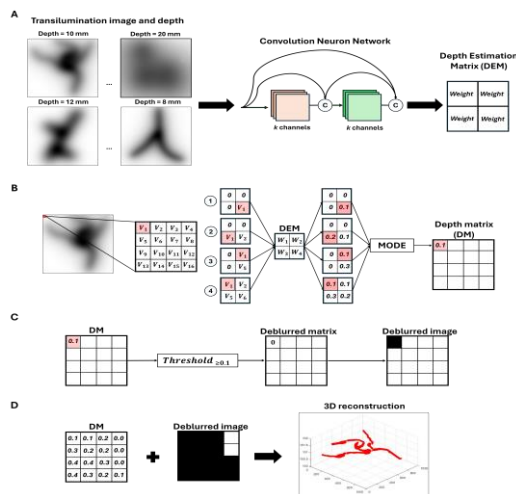 A
Transilumination image and depth
Depth = 10 mm
Depth = 20 mm
...
Depth = 12 mm
Depth = 8 mm
...
Convolution Neuron Network
C
C
k channels
k channels
Depth Estimation
Matrix (DEM)
Weight Weight
Weight Weight
B
V1 V2 V3 V4
V5 V6 V7 V8
V9 V10 V11 V12
V13 V14 V15 V16
1
0 0
0 V1
2
0 0
V1 V2
3
0 V1
0 V5
4
V1 V2
V5 V6
DEM
W1 W2
W3 W4
0 0
0 0.1
0 0
0.2 0.1
0 0.1
0 0.2
0.1 0.1
0.3 0.2
MODE
Depth matrix
(DM)
0.1
C
DM
0.1
Threshold ≥0.1
Deblurred matrix
0
Deblurred image
D
DM
0.1 0.1 0.2 0.0
0.3 0.2 0.2 0.0
0.4 0.4 0.3 0.0
0.4 0.3 0.2 0.1
+
Deblurred image
3D reconstruction